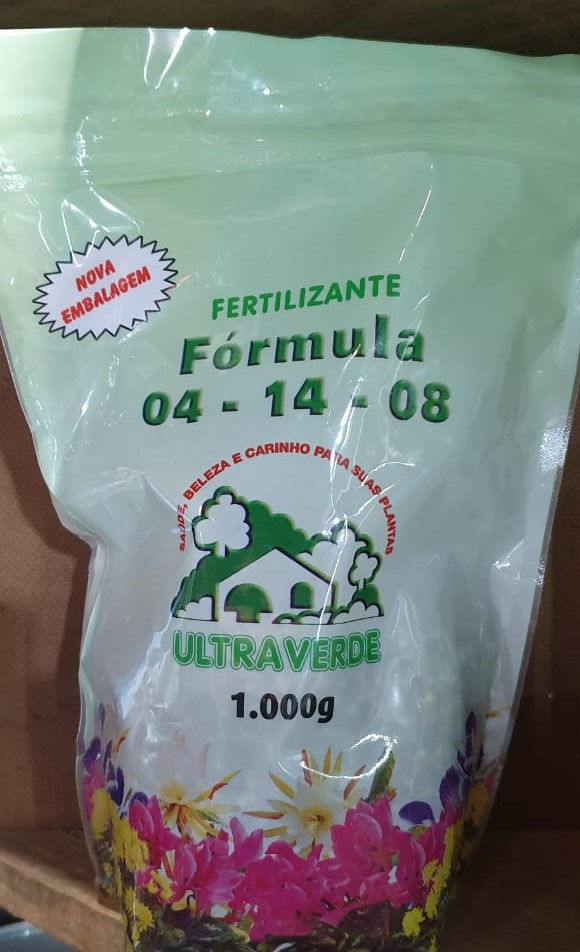 NOVA
EMBALAGEM
FERTILIZANTE
Fórmula
04 - 14 - 08
SAÚDE, BELEZA E CARINHO PARA SUAS PLANTAS
ULTRAVERDE
1.000g